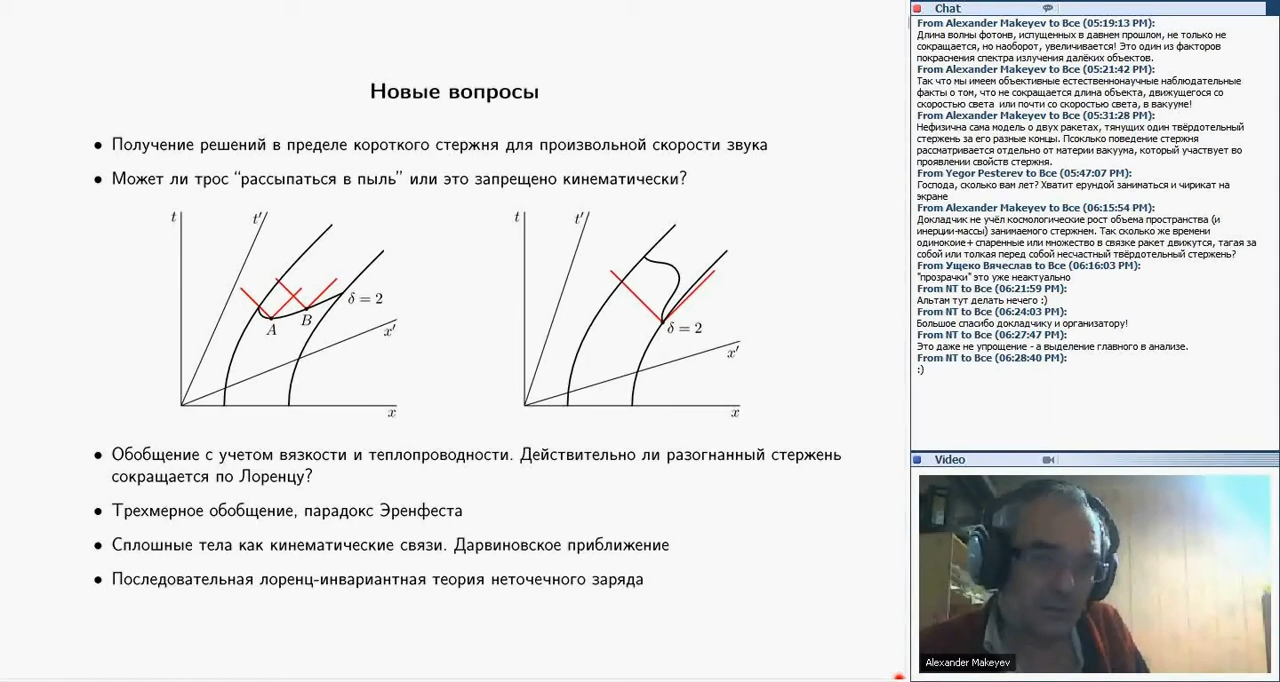 Новые вопросы
• Получение решений в пределе короткого стержня для произвольной скорости звука
• Может ли трос “рассыпаться в пыль” или это запрещено кинематически?
t
t′
δ = 2
A
B
x′
x
t
t′
δ = 2
x′
x
• Обобщение с учетом вязкости и теплопроводности. Действительно ли разогнанный стержень
сокращается по Лоренцу?
• Трехмерное обобщение, парадокс Эренфеста
• Сплошные тела как кинематические связи. Дарвиновское приближение
• Последовательная лоренц-инвариантная теория неточечного заряда
Chat
From Alexander Makeyev to Все (05:19:13 PM):
Длина волны фотонв, испущенных в давнем прошлом, не только не
сокращается, но наоборот, увеличивается! Это один из факторов
покраснения спектра излучения далёких объектов.
From Alexander Makeyev to Все (05:21:42 PM):
Так что мы имеем объективные естественнонаучные наблюдательные
факты о том, что не сокращается длина объекта, движущегося со
скоростью света или почти со скоростью света, в вакууме!
From Alexander Makeyev to Все (05:31:28 PM):
Нефизична сама модель о двух ракетах, тянущих один твёрдотельный
стержень за его разные концы. Псоклько поведение стержня
рассматривается отдельно от материи вакуума, который участвует во
проявлении свойств стержня.
From Yegor Pesterev to Все (05:47:07 PM):
Господа, сколько вам лет? Хватит ерундой заниматься и чирикат на
экране
From Alexander Makeyev to Все (06:15:54 PM):
Докладчик не учёл космологические рост объема пространства (и
инерции-массы) занимаемого стержнем. Так сколько же времени
одинокоие+ спаренные или множество в связке ракет движутся, тагая за
собой или толкая перед собой несчастный твёрдотельный стержень?
From Ущеко Вячеслав to Все (06:16:03 PM):
"прозрачки" это уже неактуально
From NT to Все (06:21:59 PM):
Альтам тут делать нечего :)
From NT to Все (06:24:03 PM):
Большое спасибо докладчику и организатору!
From NT to Все (06:27:47 PM):
Это даже не упрощение - а выделение главного в анализе.
From NT to Все (06:28:40 PM):
:)
Video
Alexander Makeyev